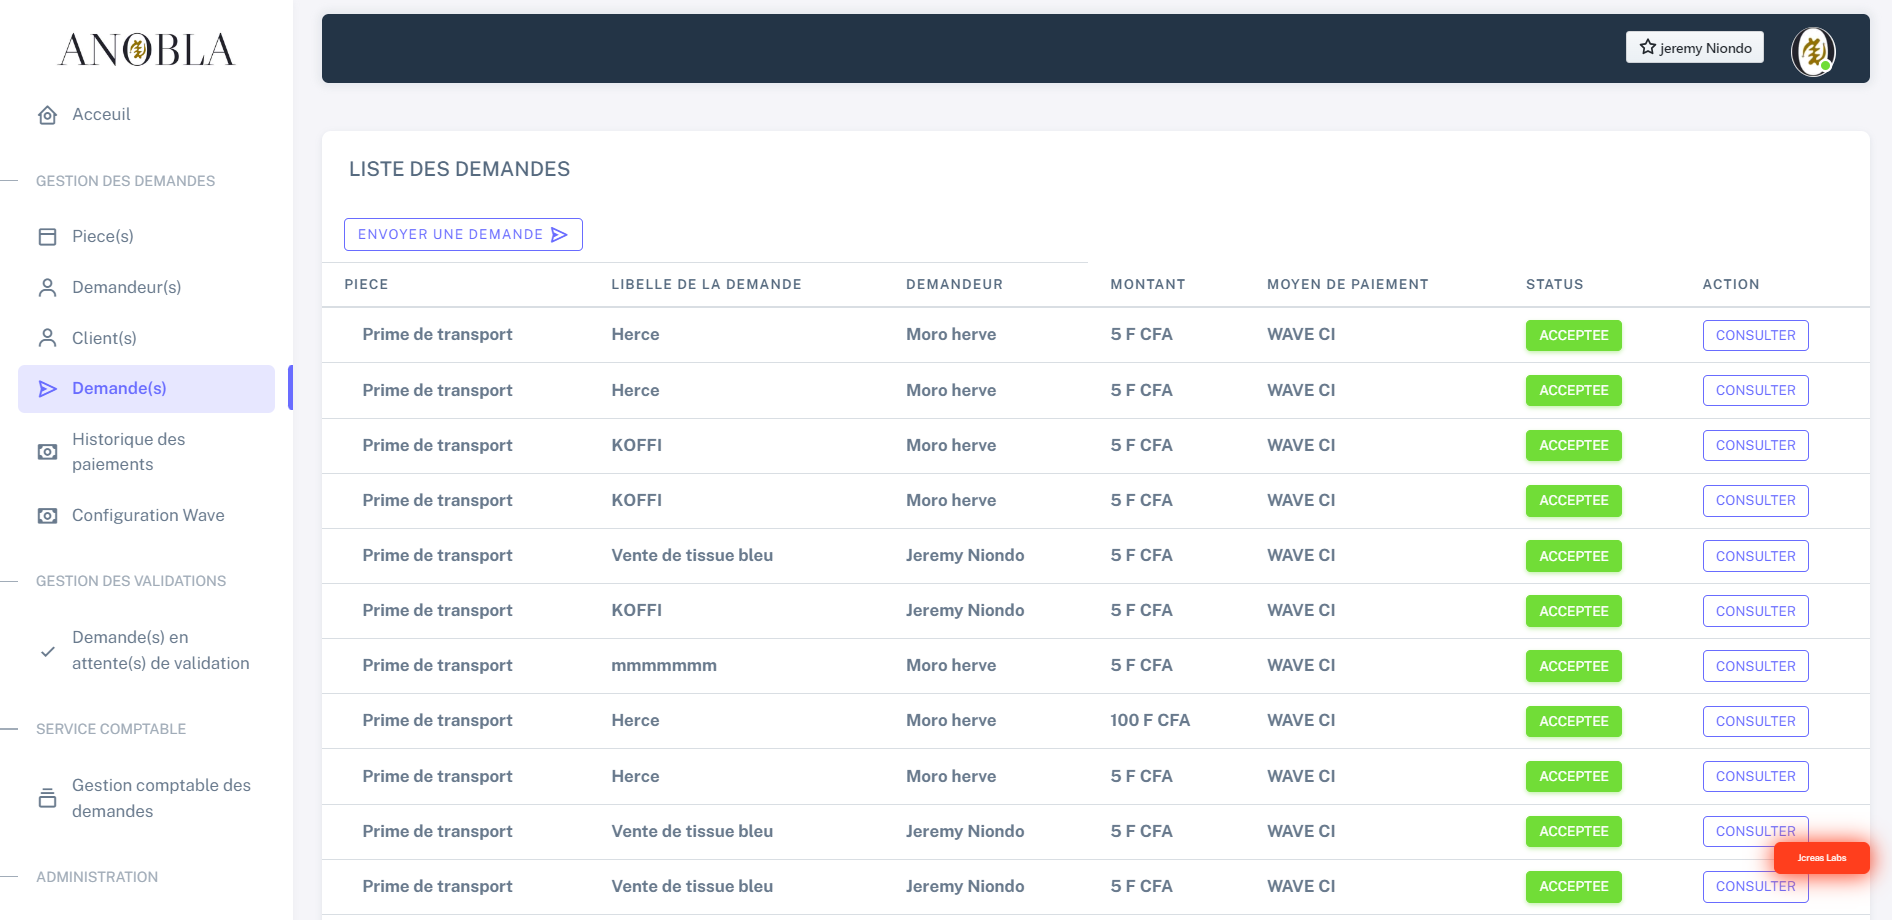 ANOBLA
Acceuil
GESTION DES DEMANDES
Piece(s)
Demandeur(s)
Client(s)
Demande(s)
Historique des
paiements
Configuration Wave
GESTION DES VALIDATIONS
Demande(s) en
attente(s) de validation
SERVICE COMPTABLE
Gestion comptable des
demandes
ADMINISTRATION
jeremy Niondo
LISTE DES DEMANDES
ENVOYER UNE DEMANDE
PIECE LIBELLE DE LA DEMANDE DEMANDEUR MONTANT MOYEN DE PAIEMENT STATUS ACTION
Prime de transport Herce Moro herve 5 F CFA WAVE CI ACCEPTEE CONSULTER
Prime de transport Herce Moro herve 5 F CFA WAVE CI ACCEPTEE CONSULTER
Prime de transport KOFFI Moro herve 5 F CFA WAVE CI ACCEPTEE CONSULTER
Prime de transport KOFFI Moro herve 5 F CFA WAVE CI ACCEPTEE CONSULTER
Prime de transport Vente de tissue bleu Jeremy Niondo 5 F CFA WAVE CI ACCEPTEE CONSULTER
Prime de transport KOFFI Jeremy Niondo 5 F CFA WAVE CI ACCEPTEE CONSULTER
Prime de transport mmmmmmm Moro herve 5 F CFA WAVE CI ACCEPTEE CONSULTER
Prime de transport Herce Moro herve 100 F CFA WAVE CI ACCEPTEE CONSULTER
Prime de transport Herce Moro herve 5 F CFA WAVE CI ACCEPTEE CONSULTER
Prime de transport Vente de tissue bleu Jeremy Niondo 5 F CFA WAVE CI ACCEPTEE CONSULTER
Jcreas Labs
Prime de transport Vente de tissue bleu Jeremy Niondo 5 F CFA WAVE CI ACCEPTEE CONSULTER